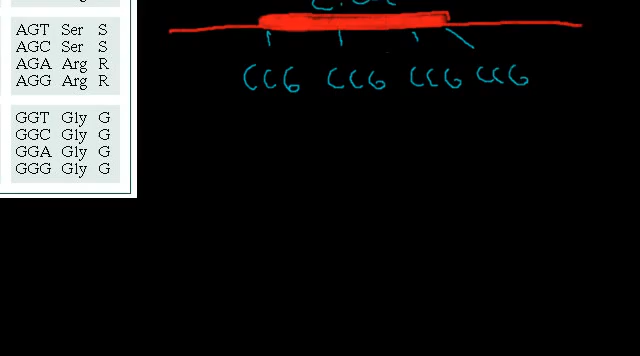 AGT Ser S
AGC Ser S
AGA Arg R
AGG Arg R
GGT Gly G
GGC Gly G
GGA Gly G
GGG Gly G
CCG CCG CCG CCG